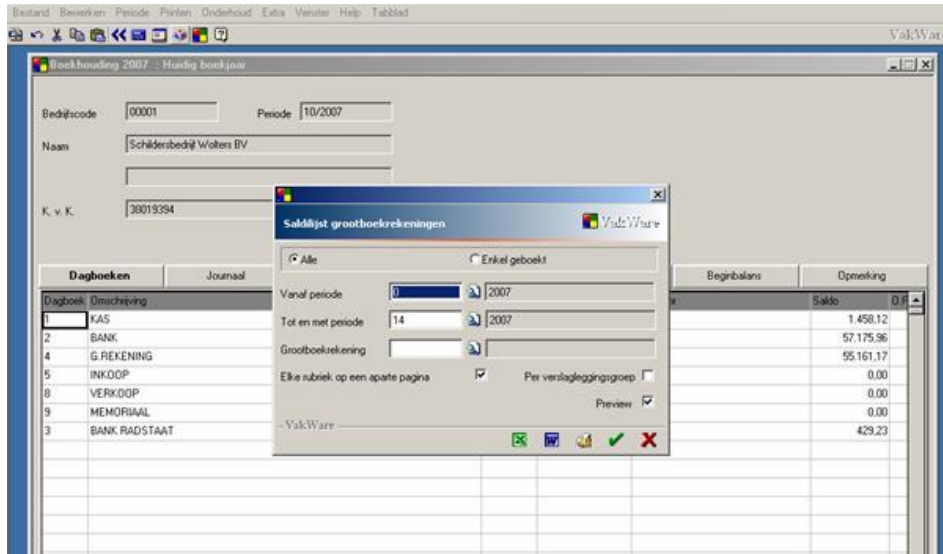 Bestand Bewerken Periode Printen Onderhoud Extra Venster Help Tabblad
VakWare
Boekhouding 2007 : Huidig boekjaar
Bedrijfscode 00001 Periode 10/2007
Naam Schildersbedrijf Wolters BV
K. v. K. 38019394
Saldilijst grootboekrekeningen VakWare
Alle Enkel geboekt
Vanaf periode 0 2007
Tot en met periode 14 2007
Grootboekrekening
Elke rubriek op een aparte pagina Per verslagleggingsgroep
Preview
VakWare
Dagboeken Journaal Beginbalans Opmerking
Dagboek Omschrijving Saldo
1 KAS 1.458,12
2 BANK 57.175,96
4 G.REKENING 55.161,17
5 INKOOP 0,00
8 VERKOOP 0,00
9 MEMORIAAL 0,00
3 BANK RADSTAAT 429,23